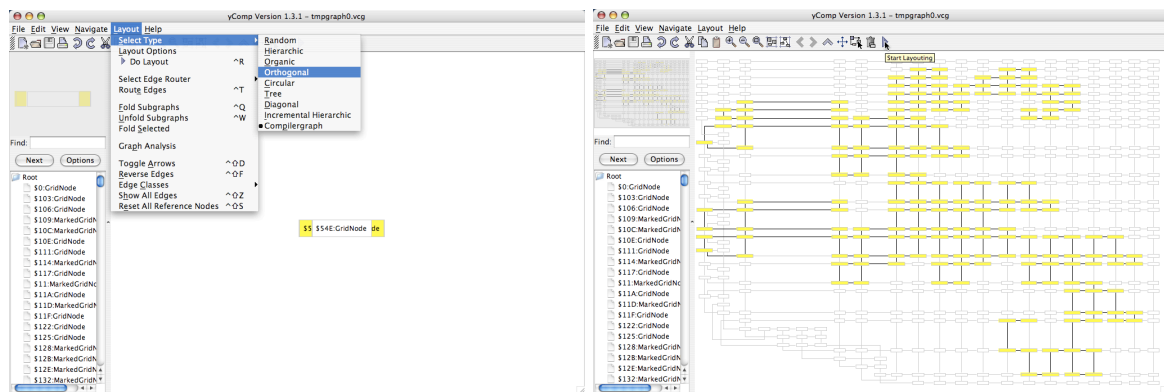 yComp Version 1.3.1 – tmpgraph0.vcg
File Edit View Navigate Layout Help
Select Type
Layout Options
Do Layout ^R
Select Edge Router
Route Edges ^T
Fold Subgraphs ^Q
Unfold Subgraphs ^W
Fold Selected
Graph Analysis
Toggle Arrows ^⇧D
Reverse Edges ^⇧F
Edge Classes
Show All Edges ^⇧Z
Reset All Reference Nodes ^⇧S
Random
Hierarchic
Organic
Orthogonal
Circular
Tree
Diagonal
Incremental Hierarchic
Compilergraph
Find:
Next Options
Root
$0:GridNode
$103:GridNode
$106:GridNode
$109:MarkedGridN
$10C:MarkedGridN
$10E:GridNode
$111:GridNode
$114:MarkedGridN
$117:GridNode
$11:MarkedGridNc
$11A:GridNode
$11D:MarkedGridN
$11F:GridNode
$122:GridNode
$125:GridNode
$128:MarkedGridN
$12B:MarkedGridN
$12E:MarkedGridN
$132:MarkedGridN
$5 $54E:GridNode de
yComp Version 1.3.1 – tmpgraph0.vcg
File Edit View Navigate Layout Help
Start Layouting
Find:
Next Options
Root
$0:GridNode
$103:GridNode
$106:GridNode
$109:MarkedGridN
$10C:MarkedGridN
$10E:GridNode
$111:GridNode
$114:MarkedGridN
$117:GridNode
$11:MarkedGridNc
$11A:GridNode
$11D:MarkedGridN
$11F:GridNode
$122:GridNode
$125:GridNode
$128:MarkedGridN
$12B:MarkedGridN
$12E:MarkedGridN
$132:MarkedGridN